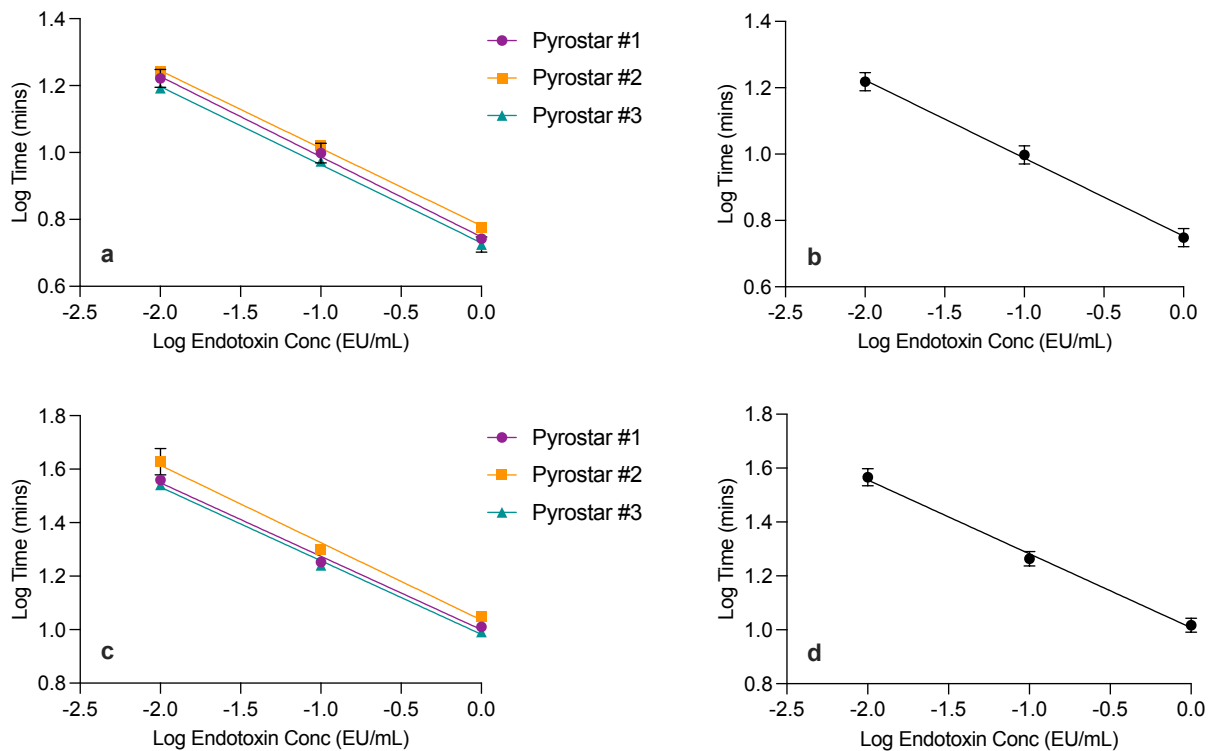 1.4
1.2
1.0
0.8
0.6
Log Time (mins)
a
-2.5 -2.0 -1.5 -1.0 -0.5 0.0
Log Endotoxin Conc (EU/mL)
Pyrostar #1
Pyrostar #2
Pyrostar #3
1.4
1.2
1.0
0.8
0.6
Log Time (mins)
b
-2.5 -2.0 -1.5 -1.0 -0.5 0.0
Log Endotoxin Conc (EU/mL)
1.8
1.6
1.4
1.2
1.0
0.8
Log Time (mins)
c
-2.5 -2.0 -1.5 -1.0 -0.5 0.0
Log Endotoxin Conc (EU/mL)
Pyrostar #1
Pyrostar #2
Pyrostar #3
1.8
1.6
1.4
1.2
1.0
0.8
Log Time (mins)
d
-2.5 -2.0 -1.5 -1.0 -0.5 0.0
Log Endotoxin Conc (EU/mL)